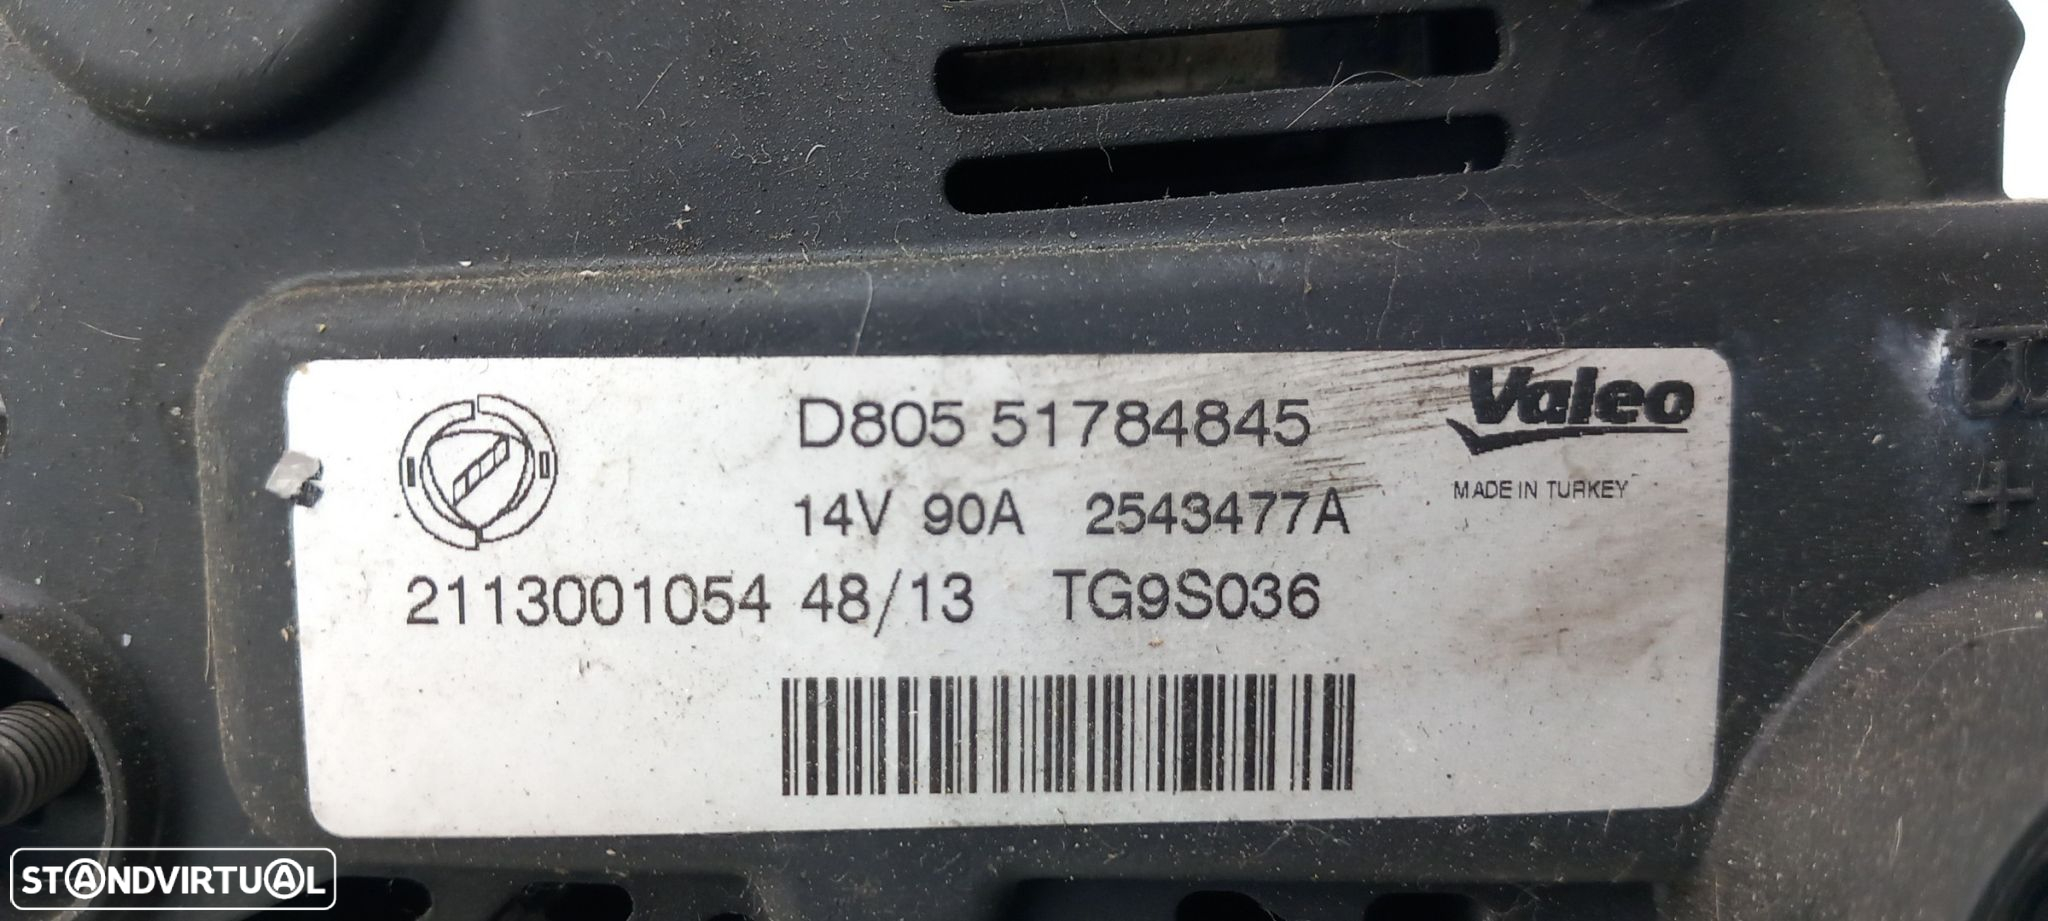 D805 51784845
Valeo
14V 90A 2543477A
MADE IN TURKEY
2113001054 48/13 TG9S036
+
STANDVIRTUAL